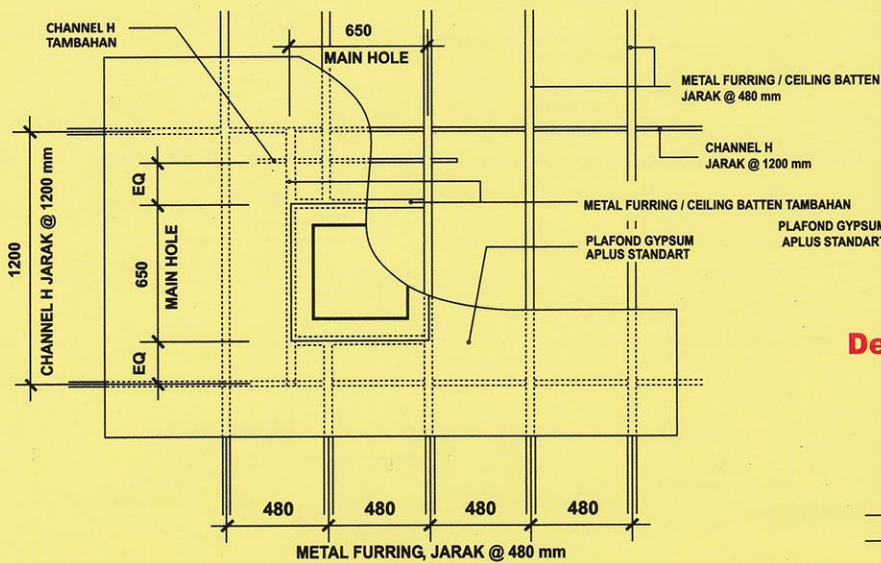 CHANNEL H
TAMBAHAN
650
MAIN HOLE
METAL FURRING / CEILING BATTEN
JARAK @ 480 mm
CHANNEL H
JARAK @ 1200 mm
METAL FURRING / CEILING BATTEN TAMBAHAN
PLAFOND GYPSUM
APLUS STANDART
PLAFOND GYPSUM
APLUS STANDART
De
1200
CHANNEL H JARAK @ 1200 mm
EQ
650
MAIN HOLE
EQ
480
480
480
480
METAL FURRING, JARAK @ 480 mm